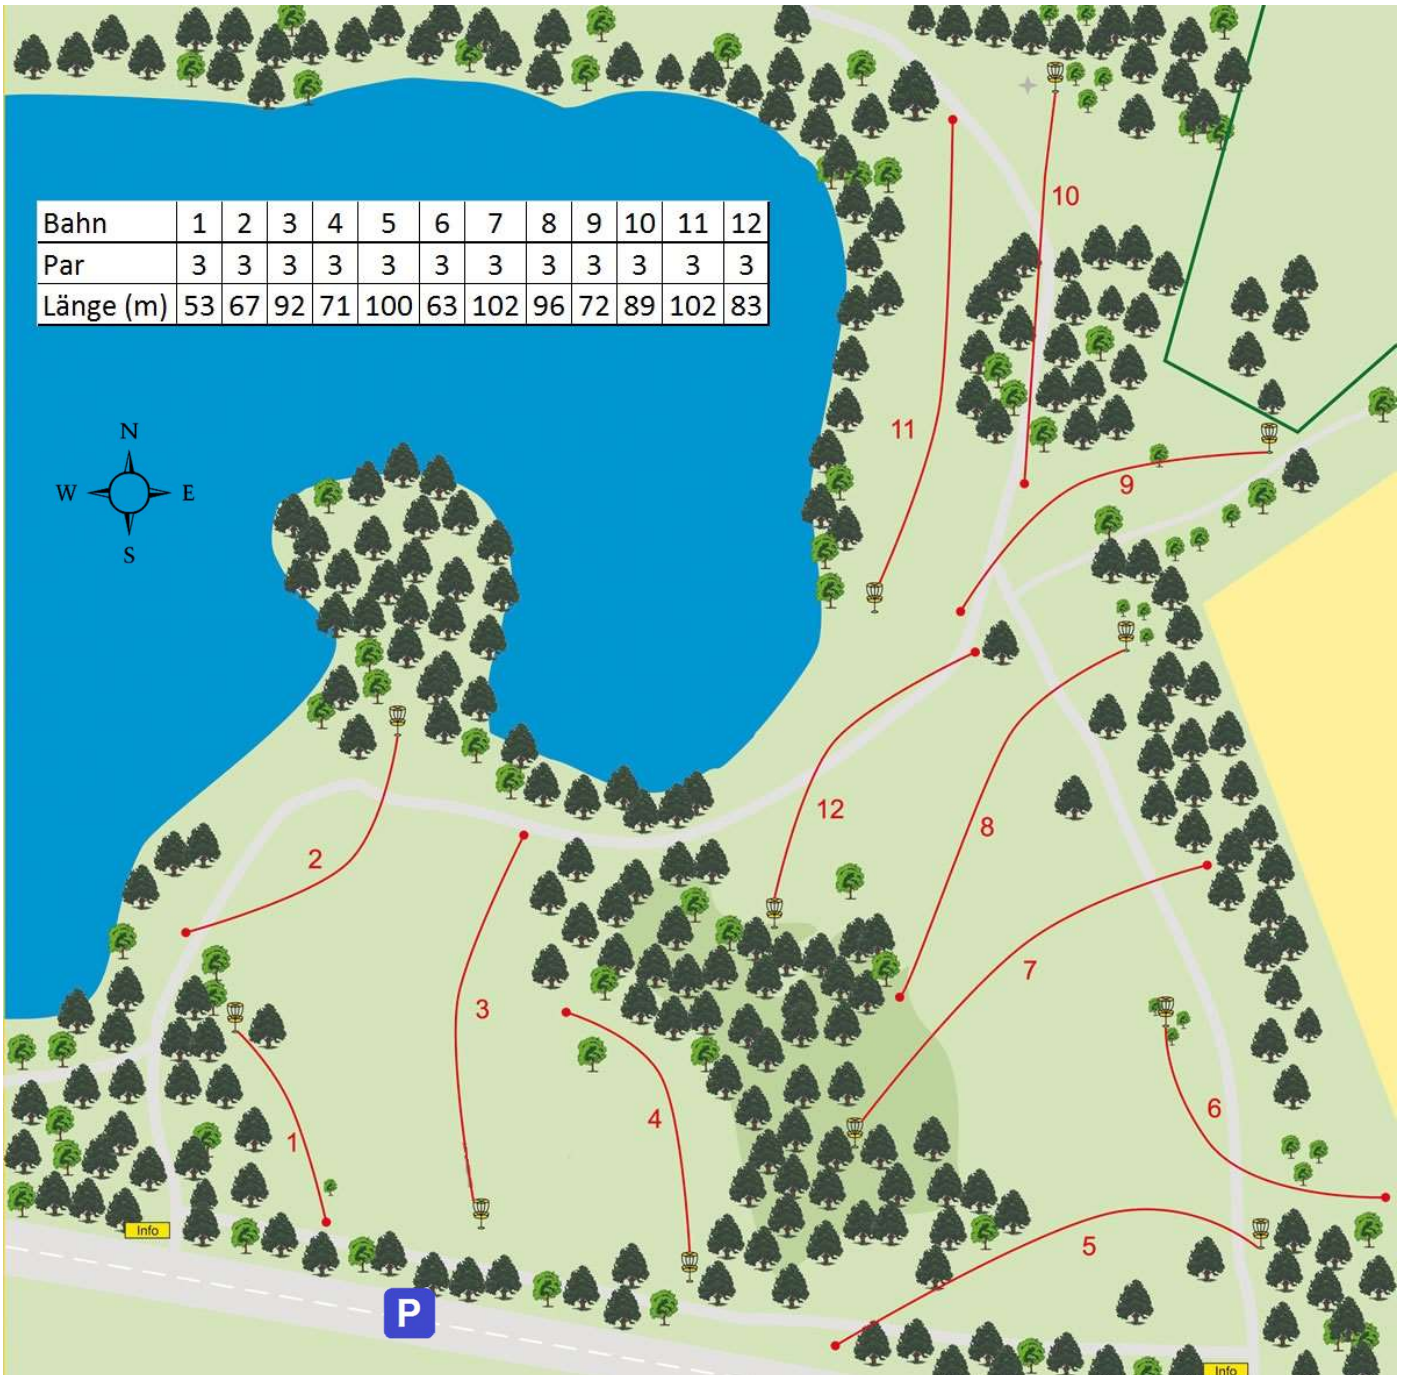 Bahn 1 2 3 4 5 6 7 8 9 10 11 12
Par 3 3 3 3 3 3 3 3 3 3 3 3
Länge (m) 53 67 92 71 100 63 102 96 72 89 102 83
10
11
9
N
W E
S
12
8
2
7
3
4
6
1
Info
5
P
Info